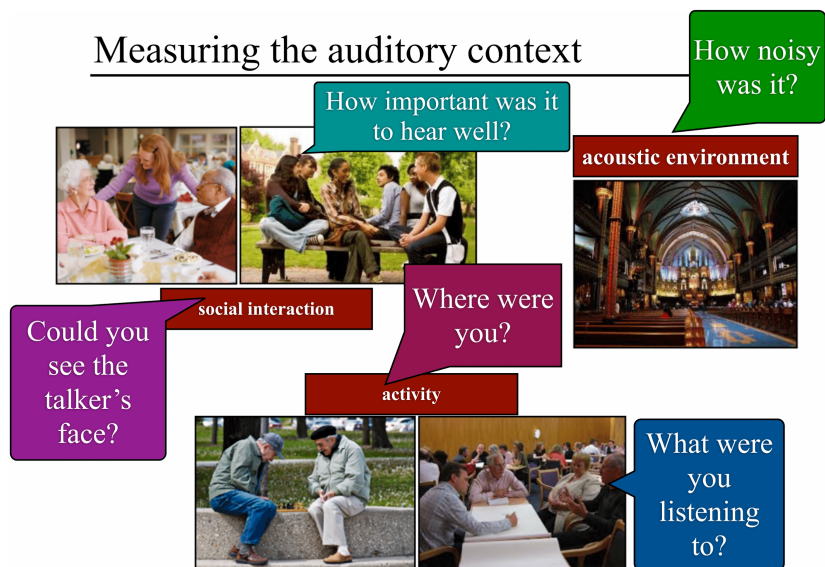 Measuring the auditory context
How noisy
was it?
How important was it
to hear well?
acoustic environment
social interaction
Where were
you?
Could you
see the
talker's
face?
activity
What were
you
listening
to?